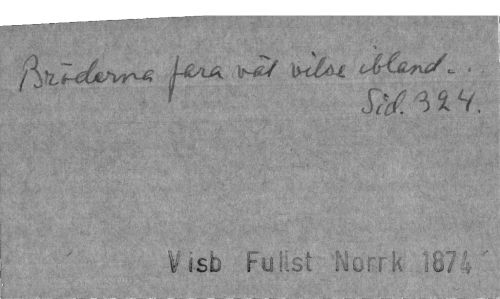 Bröderna fara väl vilse ibland...
Sid. 324.
Visb Fullst Norrk 1874